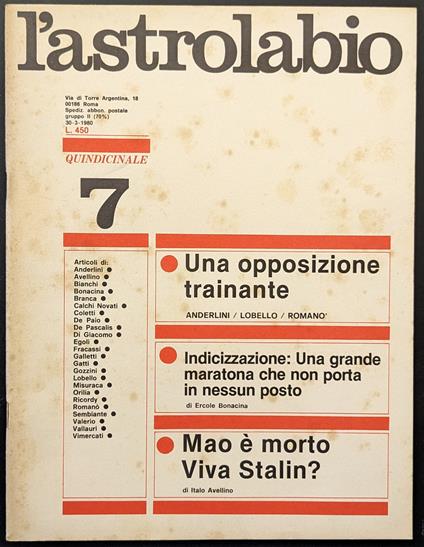 l'astrolabio
Via di Torre Argentina, 18
00186 Roma
Spediz. abbon. postale
gruppo II (70%)
30-3-1980
L. 450
QUINDICINALE
7
Articoli di:
Anderlini ●
Avellino ●
Bianchi ●
Bonacina ●
Branca ●
Calchi Novati ●
Coletti ●
De Paio ●
De Pascalis ●
Di Giacomo ●
Egoli ●
Fracassi ●
Galletti ●
Gatti ●
Gozzini ●
Lobello ●
Misuraca ●
Orilia ●
Ricordy ●
Romanò ●
Sembiante ●
Valerio ●
Vallauri ●
Vimercati ●
● Una opposizione
trainante
ANDERLINI / LOBELLO / ROMANO'
● Indicizzazione: Una grande
maratona che non porta
in nessun posto
di Ercole Bonacina
● Mao è morto
Viva Stalin?
di Italo Avellino